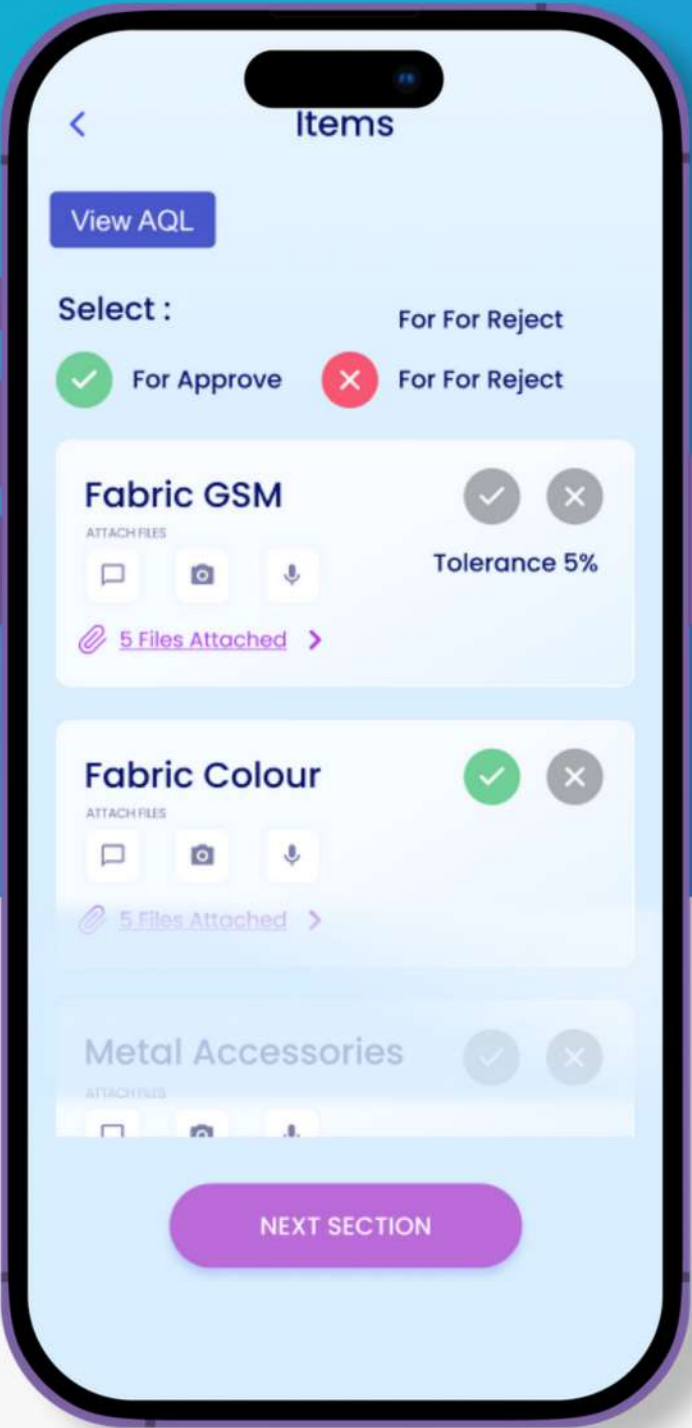 Items
View AQL
Select :
For For Reject
For Approve
For For Reject
Fabric GSM
ATTACH FILES
Tolerance 5%
5 Files Attached
Fabric Colour
ATTACH FILES
5 Files Attached
Metal Accessories
ATTACH FILES
NEXT SECTION